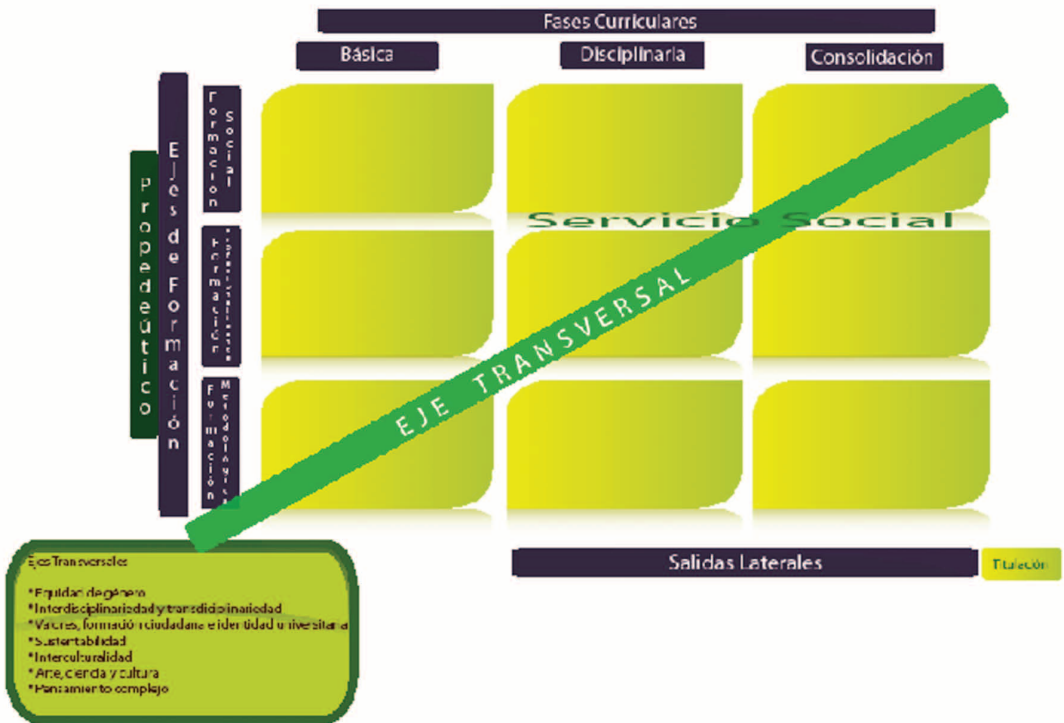 Fases Curriculares
Básica
Disciplinaria
Consolidación
Propedeútico
Ejes de Formación
Formación
Social
Formación
Formación
Metodológica
Servicio Social
EJE TRANSVERSAL
Salidas Laterales
Titulación
Ejes Transversales
*Equidad de género
*Interdisciplinariedad y transdiciplinariedad
*Valores, formación ciudadana e identidad universitaria
*Sustentabilidad
*Interculturalidad
*Arte, ciencia y cultura
*Pensamiento complejo